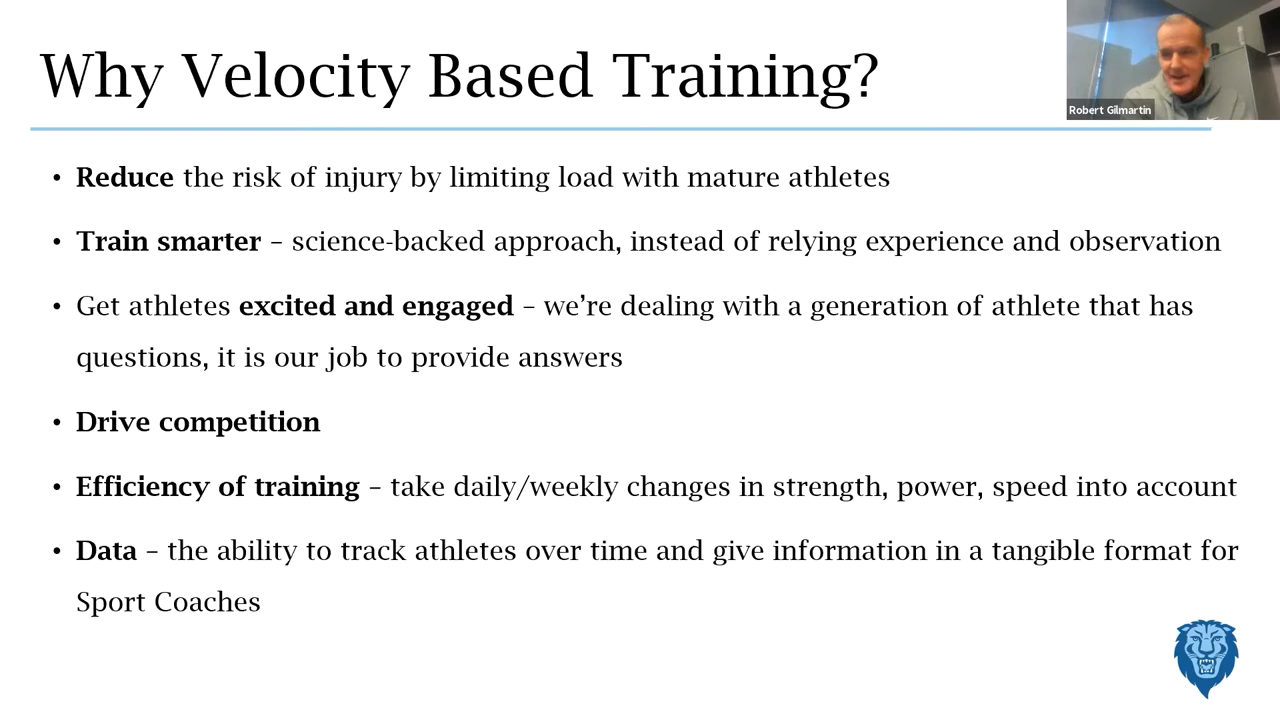 Why Velocity Based Training?
Robert Gilmartin
• Reduce the risk of injury by limiting load with mature athletes
• Train smarter – science-backed approach, instead of relying experience and observation
• Get athletes excited and engaged – we’re dealing with a generation of athlete that has
questions, it is our job to provide answers
• Drive competition
• Efficiency of training – take daily/weekly changes in strength, power, speed into account
• Data – the ability to track athletes over time and give information in a tangible format for
Sport Coaches